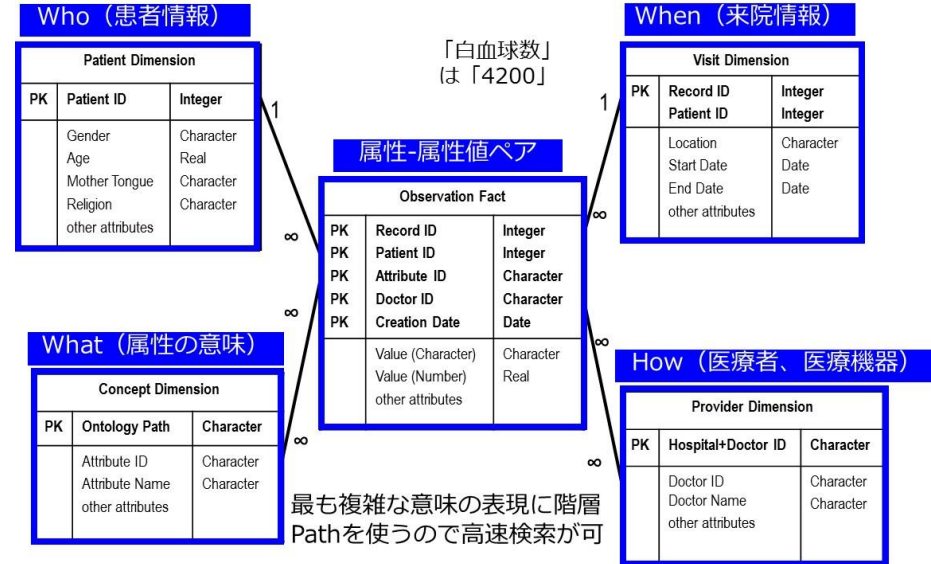 Who（患者情報）
Patient Dimension
PK Patient ID Integer
Gender Character
Age Real
Mother Tongue Character
Religion Character
other attributes
1
∞
「白血球数」
は「4200」
When（来院情報）
Visit Dimension
PK Record ID Integer
Patient ID Integer
Location Character
Start Date Date
End Date Date
other attributes
1
∞
属性-属性値ペア
Observation Fact
PK Record ID Integer
PK Patient ID Integer
PK Attribute ID Character
PK Doctor ID Character
PK Creation Date Date
Value (Character) Character
Value (Number) Real
other attributes
∞
What（属性の意味）
Concept Dimension
PK Ontology Path Character
Attribute ID Character
Attribute Name Character
other attributes
∞
∞
How（医療者、医療機器）
Provider Dimension
PK Hospital+Doctor ID Character
Doctor ID Character
Doctor Name Character
other attributes
∞
最も複雑な意味の表現に階層
Pathを使うので高速検索が可